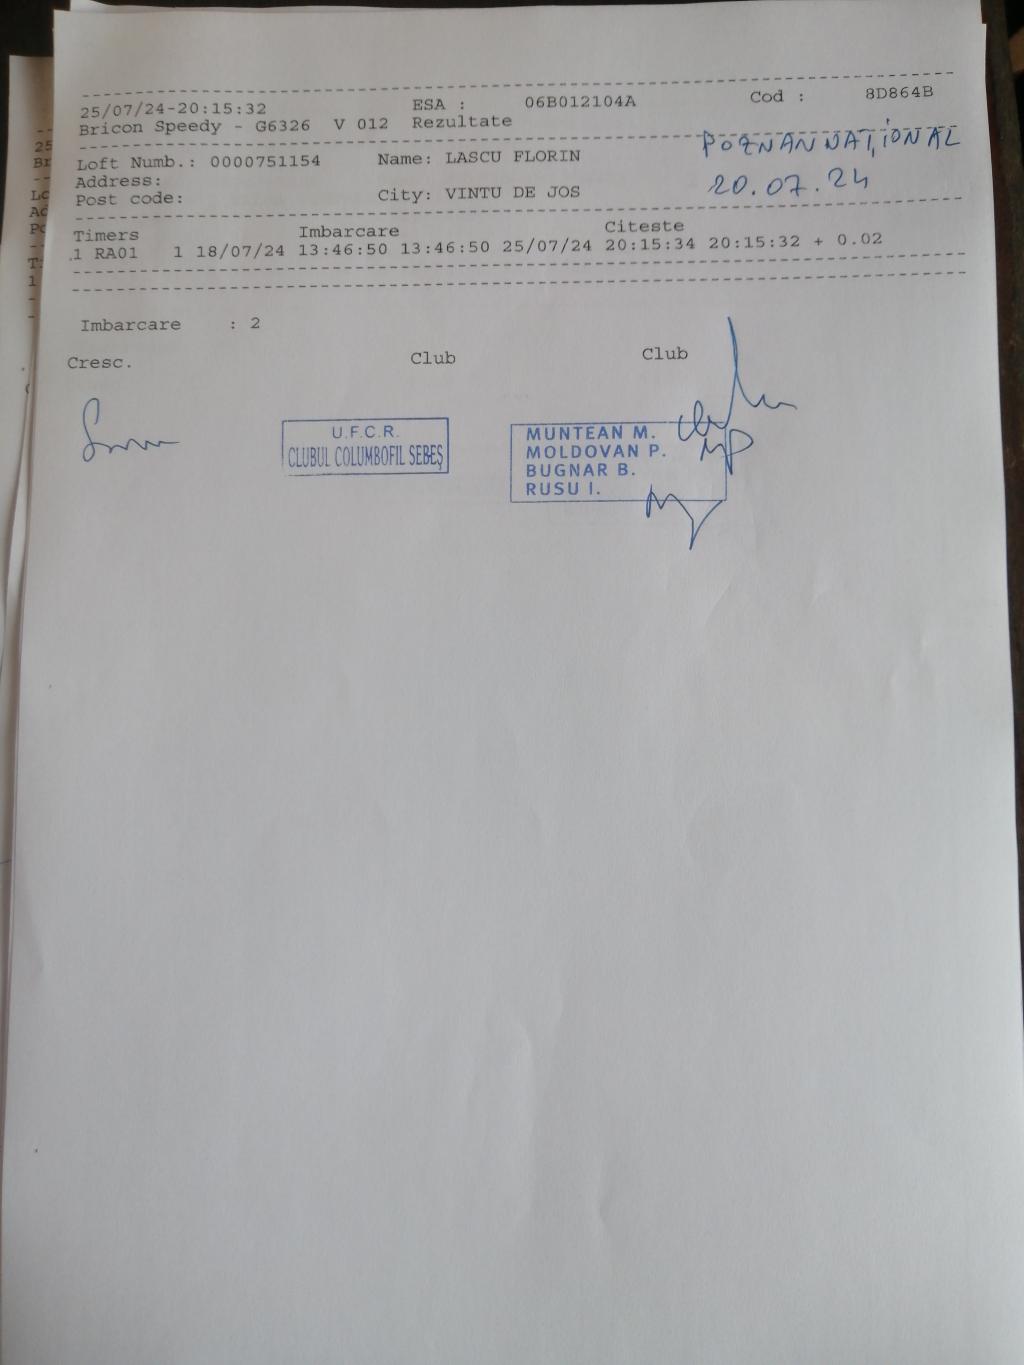 25/07/24-20:15:32 ESA : 06B012104A Cod : 8D864B
Bricon Speedy - G6326 V 012 Rezultate
POZNAN NAȚIONAL
Loft Numb.: 0000751154 Name: LASCU FLORIN
Address:
20.07.24
Post code: City: VINTU DE JOS
Timers Imbarcare Citeste
1 RA01 1 18/07/24 13:46:50 13:46:50 25/07/24 20:15:34 20:15:32 + 0.02
Imbarcare : 2
Cresc. Club Club
U.F.C.R.
CLUBUL COLUMBOFIL SEBEȘ
MUNTEAN M.
MOLDOVAN P.
BUGNAR B.
RUSU I.